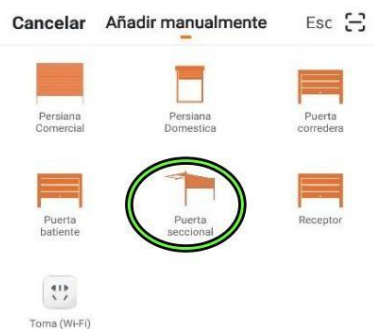 Cancelar Añadir manualmente Esc
Persiana Persiana Puerta
Comercial Domestica corredera
Puerta Puerta Receptor
batiente seccional
Toma (Wi-Fi)